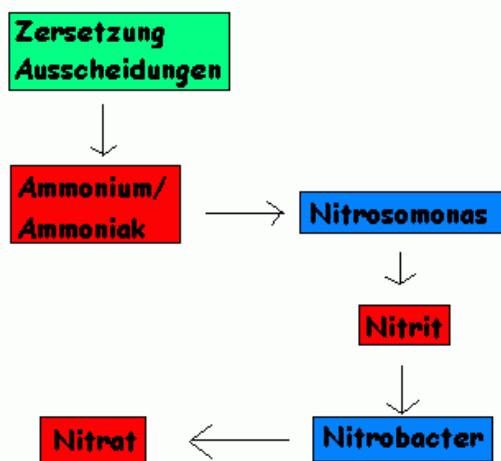 Zersetzung
Ausscheidungen
Ammonium/
Ammoniak
Nitrosomonas
Nitrit
Nitrobacter
Nitrat